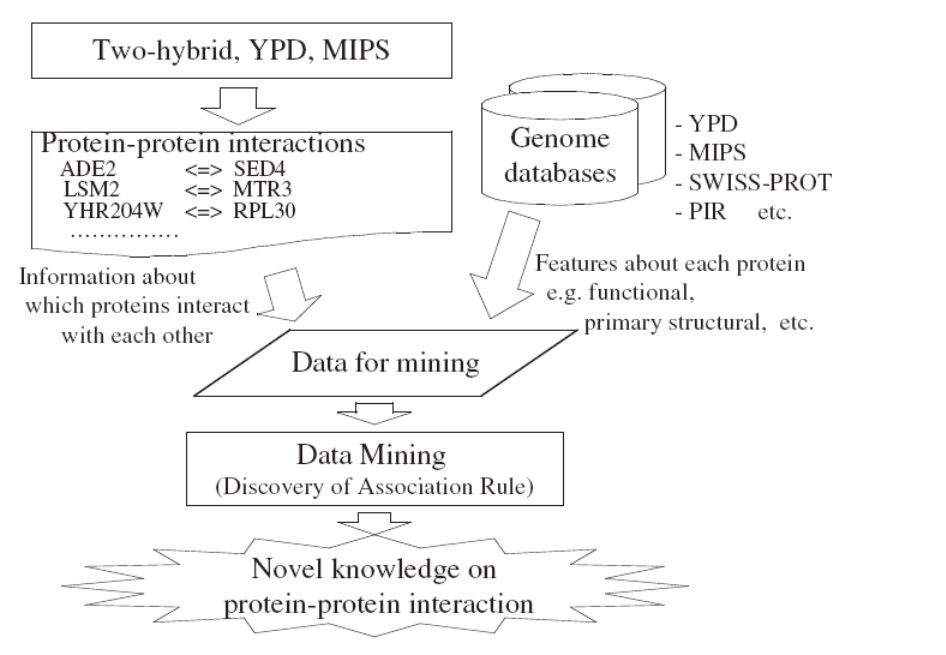 Two-hybrid, YPD, MIPS
Protein-protein interactions
ADE2 <=> SED4
LSM2 <=> MTR3
YHR204W <=> RPL30
...............
Genome
databases
- YPD
- MIPS
- SWISS-PROT
- PIR etc.
Information about
which proteins interact
with each other
Features about each protein
e.g. functional,
primary structural, etc.
Data for mining
Data Mining
(Discovery of Association Rule)
Novel knowledge on
protein-protein interaction